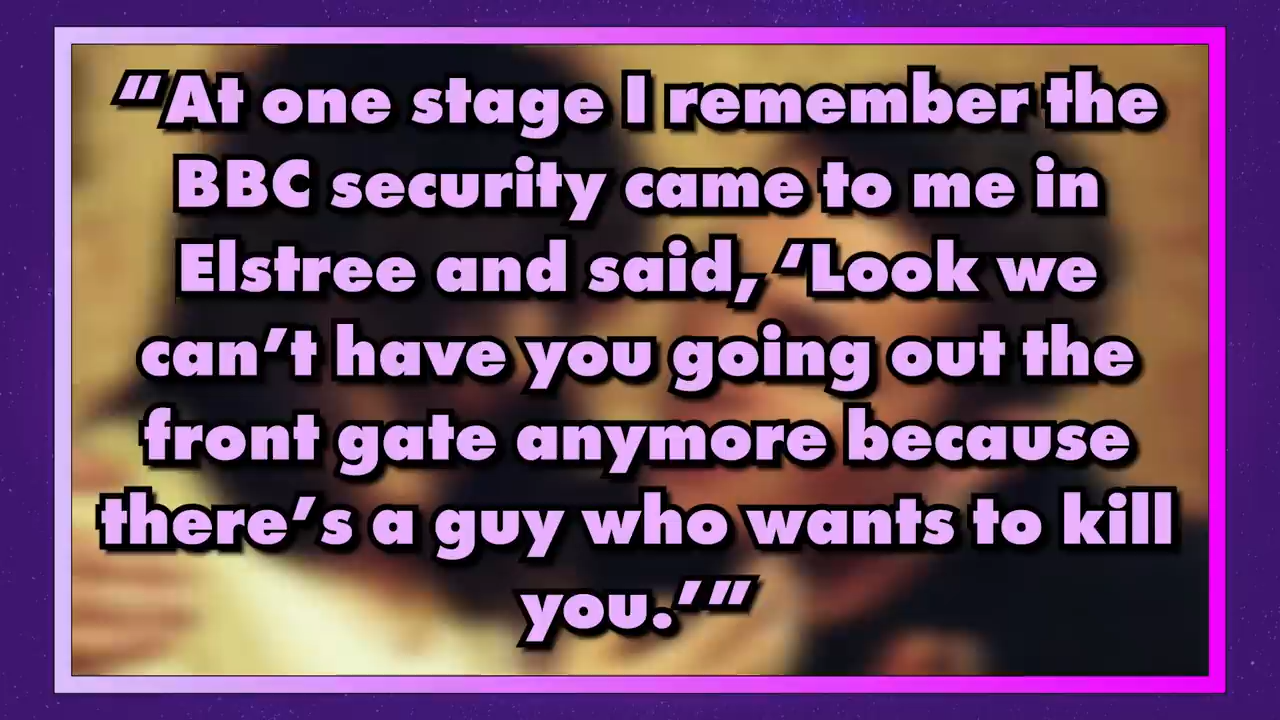 “At one stage I remember the
BBC security came to me in
Elstree and said, ‘Look we
can’t have you going out the
front gate anymore because
there’s a guy who wants to kill
you.’”